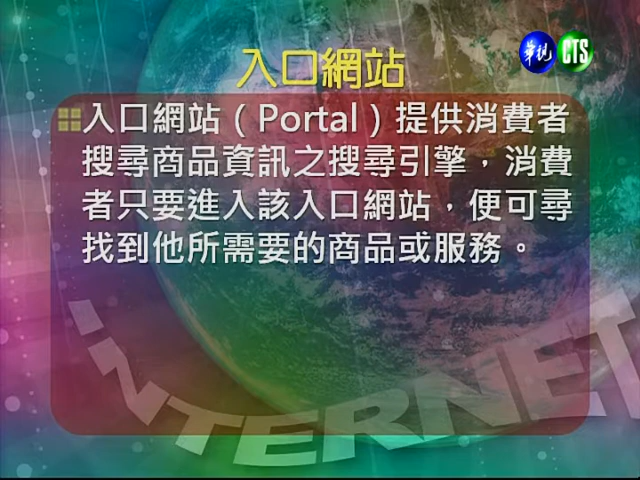 入口網站
華視 CTS
入口網站（Portal）提供消費者
搜尋商品資訊之搜尋引擎，消費
者只要進入該入口網站，便可尋
找到他所需要的商品或服務。
INTERNET